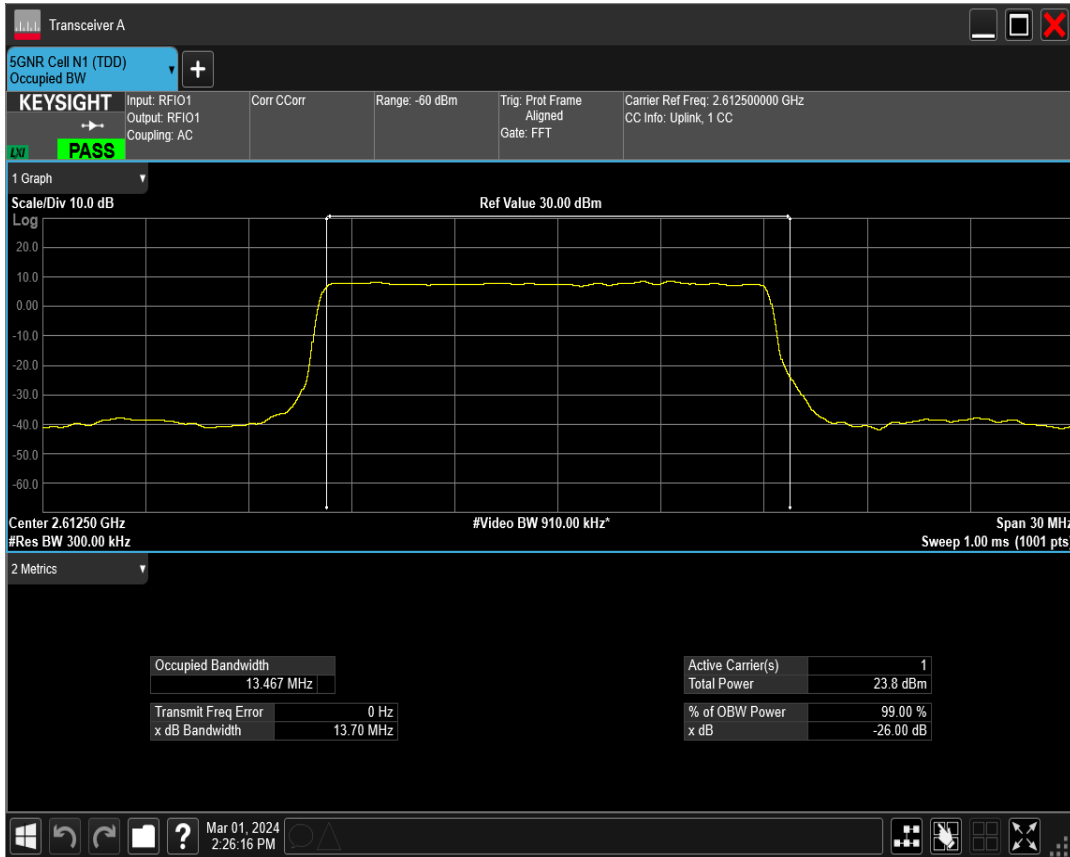 Transceiver A
5GNR Cell N1 (TDD)
Occupied BW
+
KEYSIGHT
LXI
PASS
Input: RFIO1
Output: RFIO1
Coupling: AC
Corr CCorr
Range: -60 dBm
Trig: Prot Frame
Aligned
Gate: FFT
Carrier Ref Freq: 2.612500000 GHz
CC Info: Uplink, 1 CC
1 Graph
Scale/Div 10.0 dB
Ref Value 30.00 dBm
Log
20.0
10.0
0.00
-10.0
-20.0
-30.0
-40.0
-50.0
-60.0
Center 2.61250 GHz
#Video BW 910.00 kHz*
Span 30 MHz
#Res BW 300.00 kHz
Sweep 1.00 ms (1001 pts)
2 Metrics
Occupied Bandwidth
13.467 MHz
Transmit Freq Error 0 Hz
x dB Bandwidth 13.70 MHz
Active Carrier(s) 1
Total Power 23.8 dBm
% of OBW Power 99.00 %
x dB -26.00 dB
?
Mar 01, 2024
2:26:16 PM